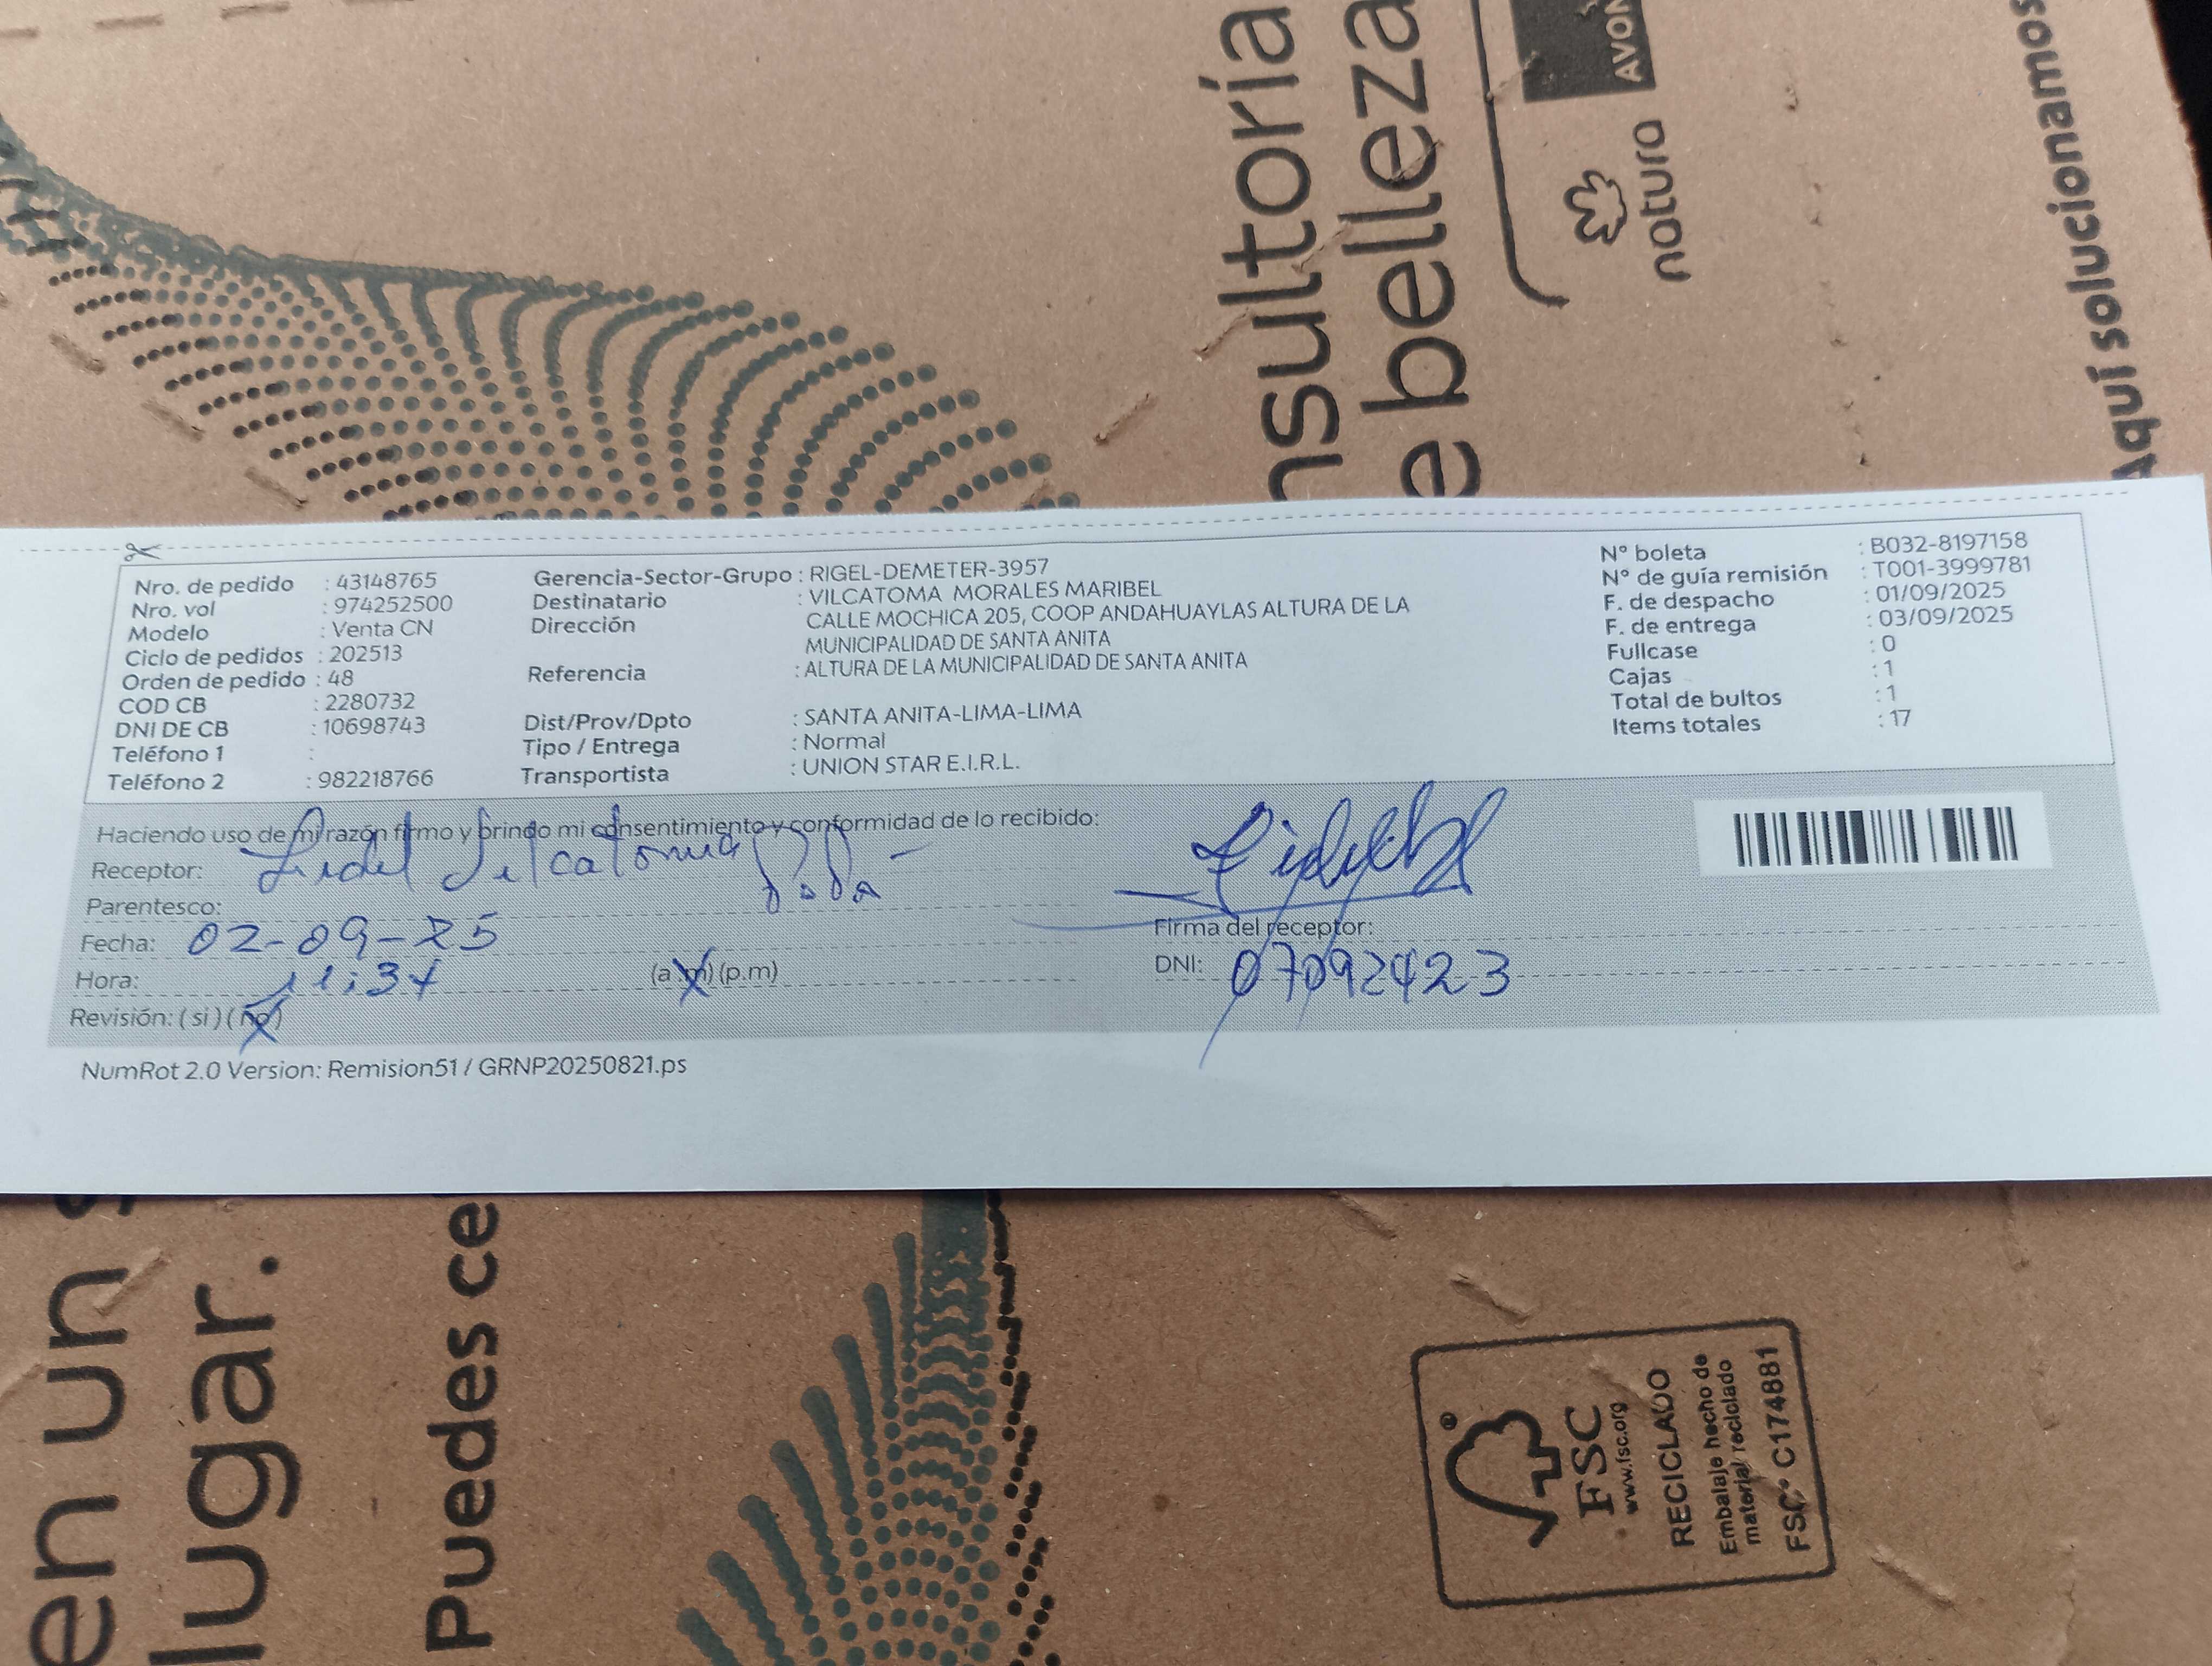 nsultoría
e belleza
AVON
natura
Aquí solucionamos
Nro. de pedido : 43148765
Nro. vol : 974252500
Modelo : Venta CN
Ciclo de pedidos : 202513
Orden de pedido : 48
COD CB : 2280732
DNI DE CB : 10698743
Teléfono 1 :
Teléfono 2 : 982218766
Gerencia-Sector-Grupo : RIGEL-DEMETER-3957
Destinatario : VILCATOMA MORALES MARIBEL
Dirección CALLE MOCHICA 205, COOP ANDAHUAYLAS ALTURA DE LA
MUNICIPALIDAD DE SANTA ANITA
Referencia : ALTURA DE LA MUNICIPALIDAD DE SANTA ANITA
Dist/Prov/Dpto : SANTA ANITA-LIMA-LIMA
Tipo / Entrega : Normal
Transportista : UNION STAR E.I.R.L.
N° boleta : B032-8197158
N° de guía remisión : T001-3999781
F. de despacho : 01/09/2025
F. de entrega : 03/09/2025
Fullcase : 0
Cajas : 1
Total de bultos : 1
Items totales : 17
Haciendo uso de mi razón firmo y brindo mi consentimiento y conformidad de lo recibido:
Receptor:
Parentesco:
Fecha: 02-09-25
Hora: 11:34 (a.m) (p.m)
Revisión: ( si ) ( no )
Firma del receptor:
DNI: 07092423
NumRot 2.0 Version: Remision51 / GRNP20250821.ps
en un s
lugar.
Puedes ce
FSC
www.fsc.org
RECICLADO
Embalaje hecho de
material reciclado
FSC® C174881